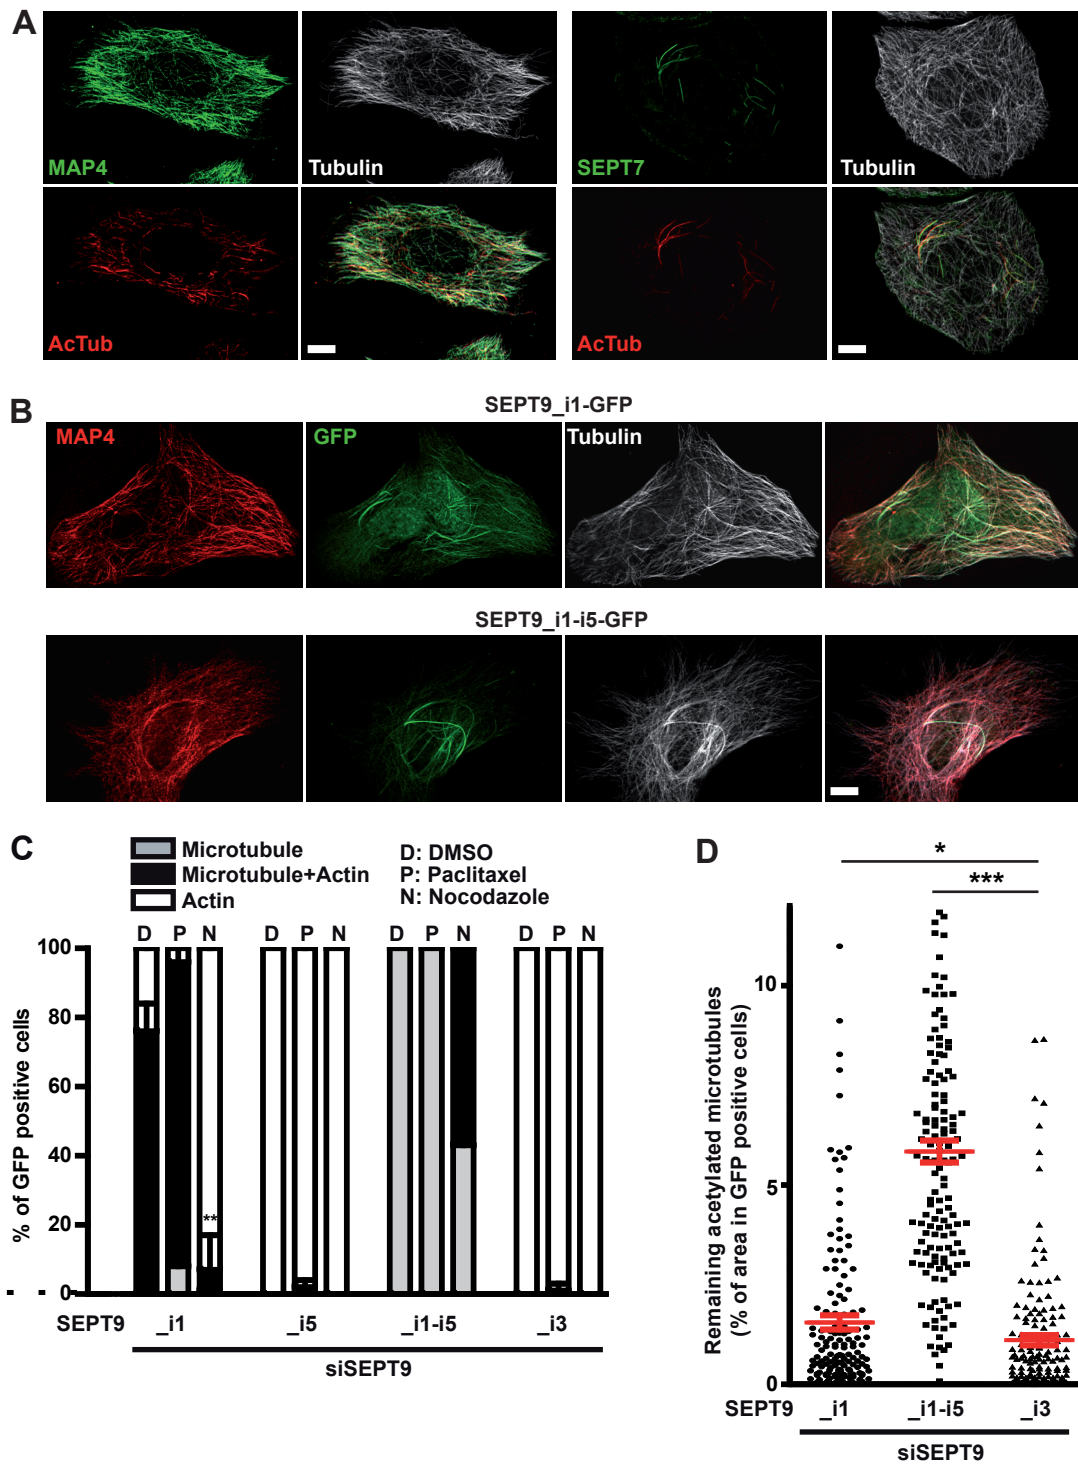 A
MAP4
Tubulin
SEPT7
Tubulin
AcTub
AcTub
B
SEPT9_i1-GFP
MAP4
GFP
Tubulin
SEPT9_i1-i5-GFP
C
Microtubule
Microtubule+Actin
Actin
D: DMSO
P: Paclitaxel
N: Nocodazole
D P N D P N D P N D P N
% of GFP positive cells
100
80
60
40
20
0
**
SEPT9 _i1 _i5 _i1-i5 _i3
siSEPT9
D
*
***
Remaining acetylated microtubules
(% of area in GFP positive cells)
10
5
0
SEPT9 _i1 _i1-i5 _i3
siSEPT9